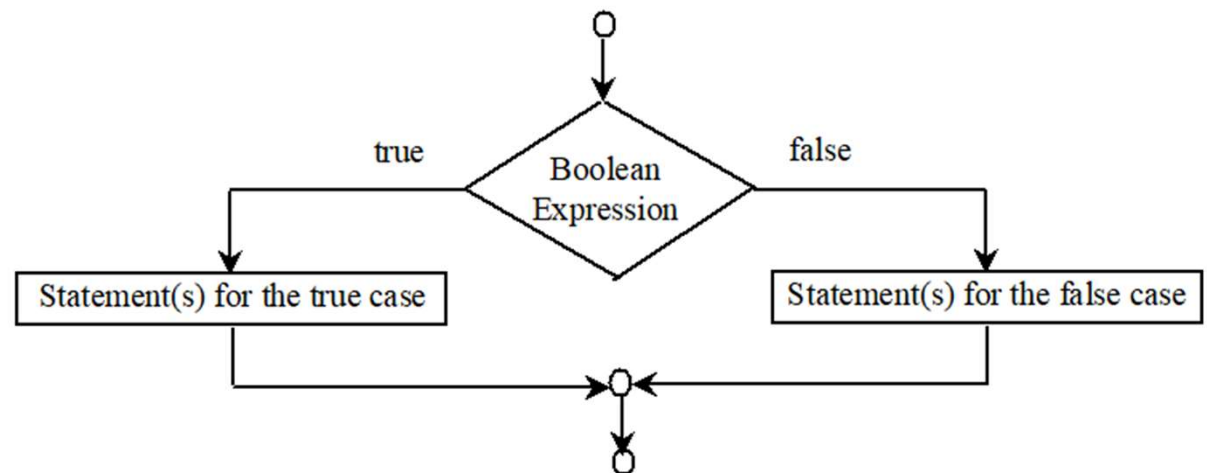 true
false
Boolean
Expression
Statement(s) for the true case
Statement(s) for the false case